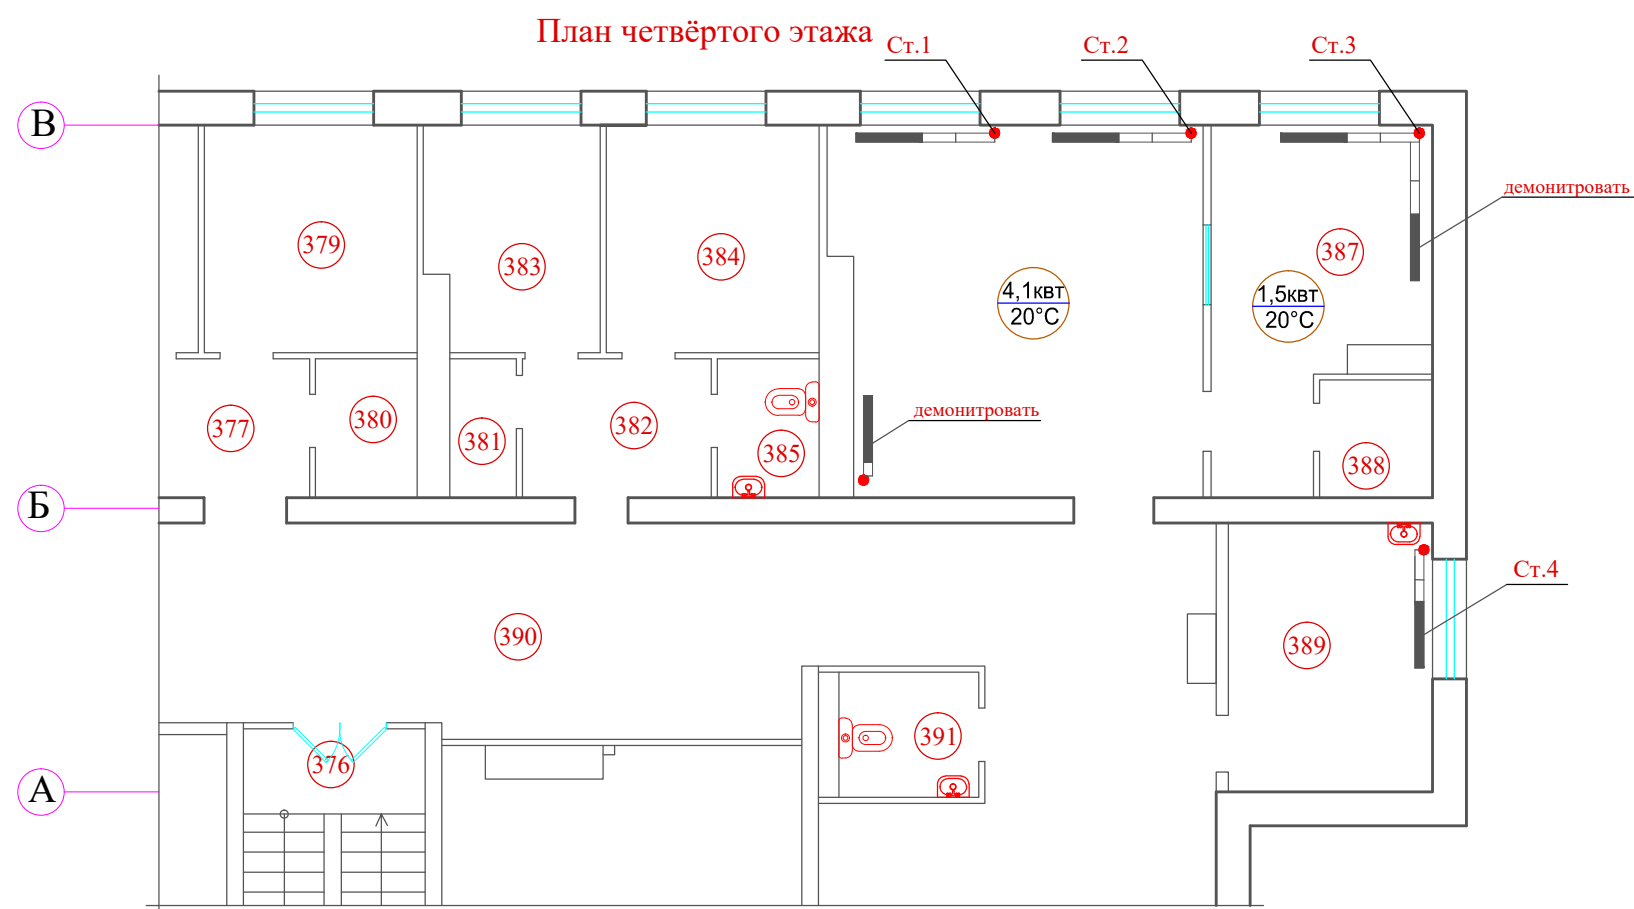 План четвёртого этажа
Ст.1
Ст.2
Ст.3
В
демонитровать
379
383
384
387
4,1квт
20°C
1,5квт
20°C
демонитровать
377
380
381
382
385
388
Б
Ст.4
390
389
391
376
А